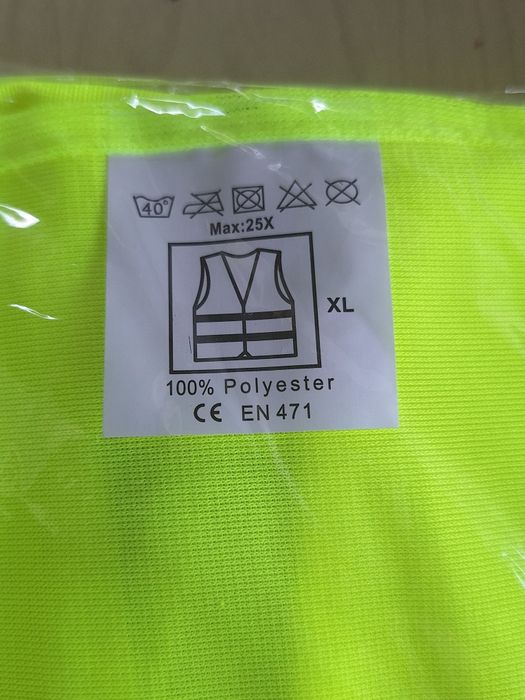 40°
Max:25X
XL
100% Polyester
CE EN 471